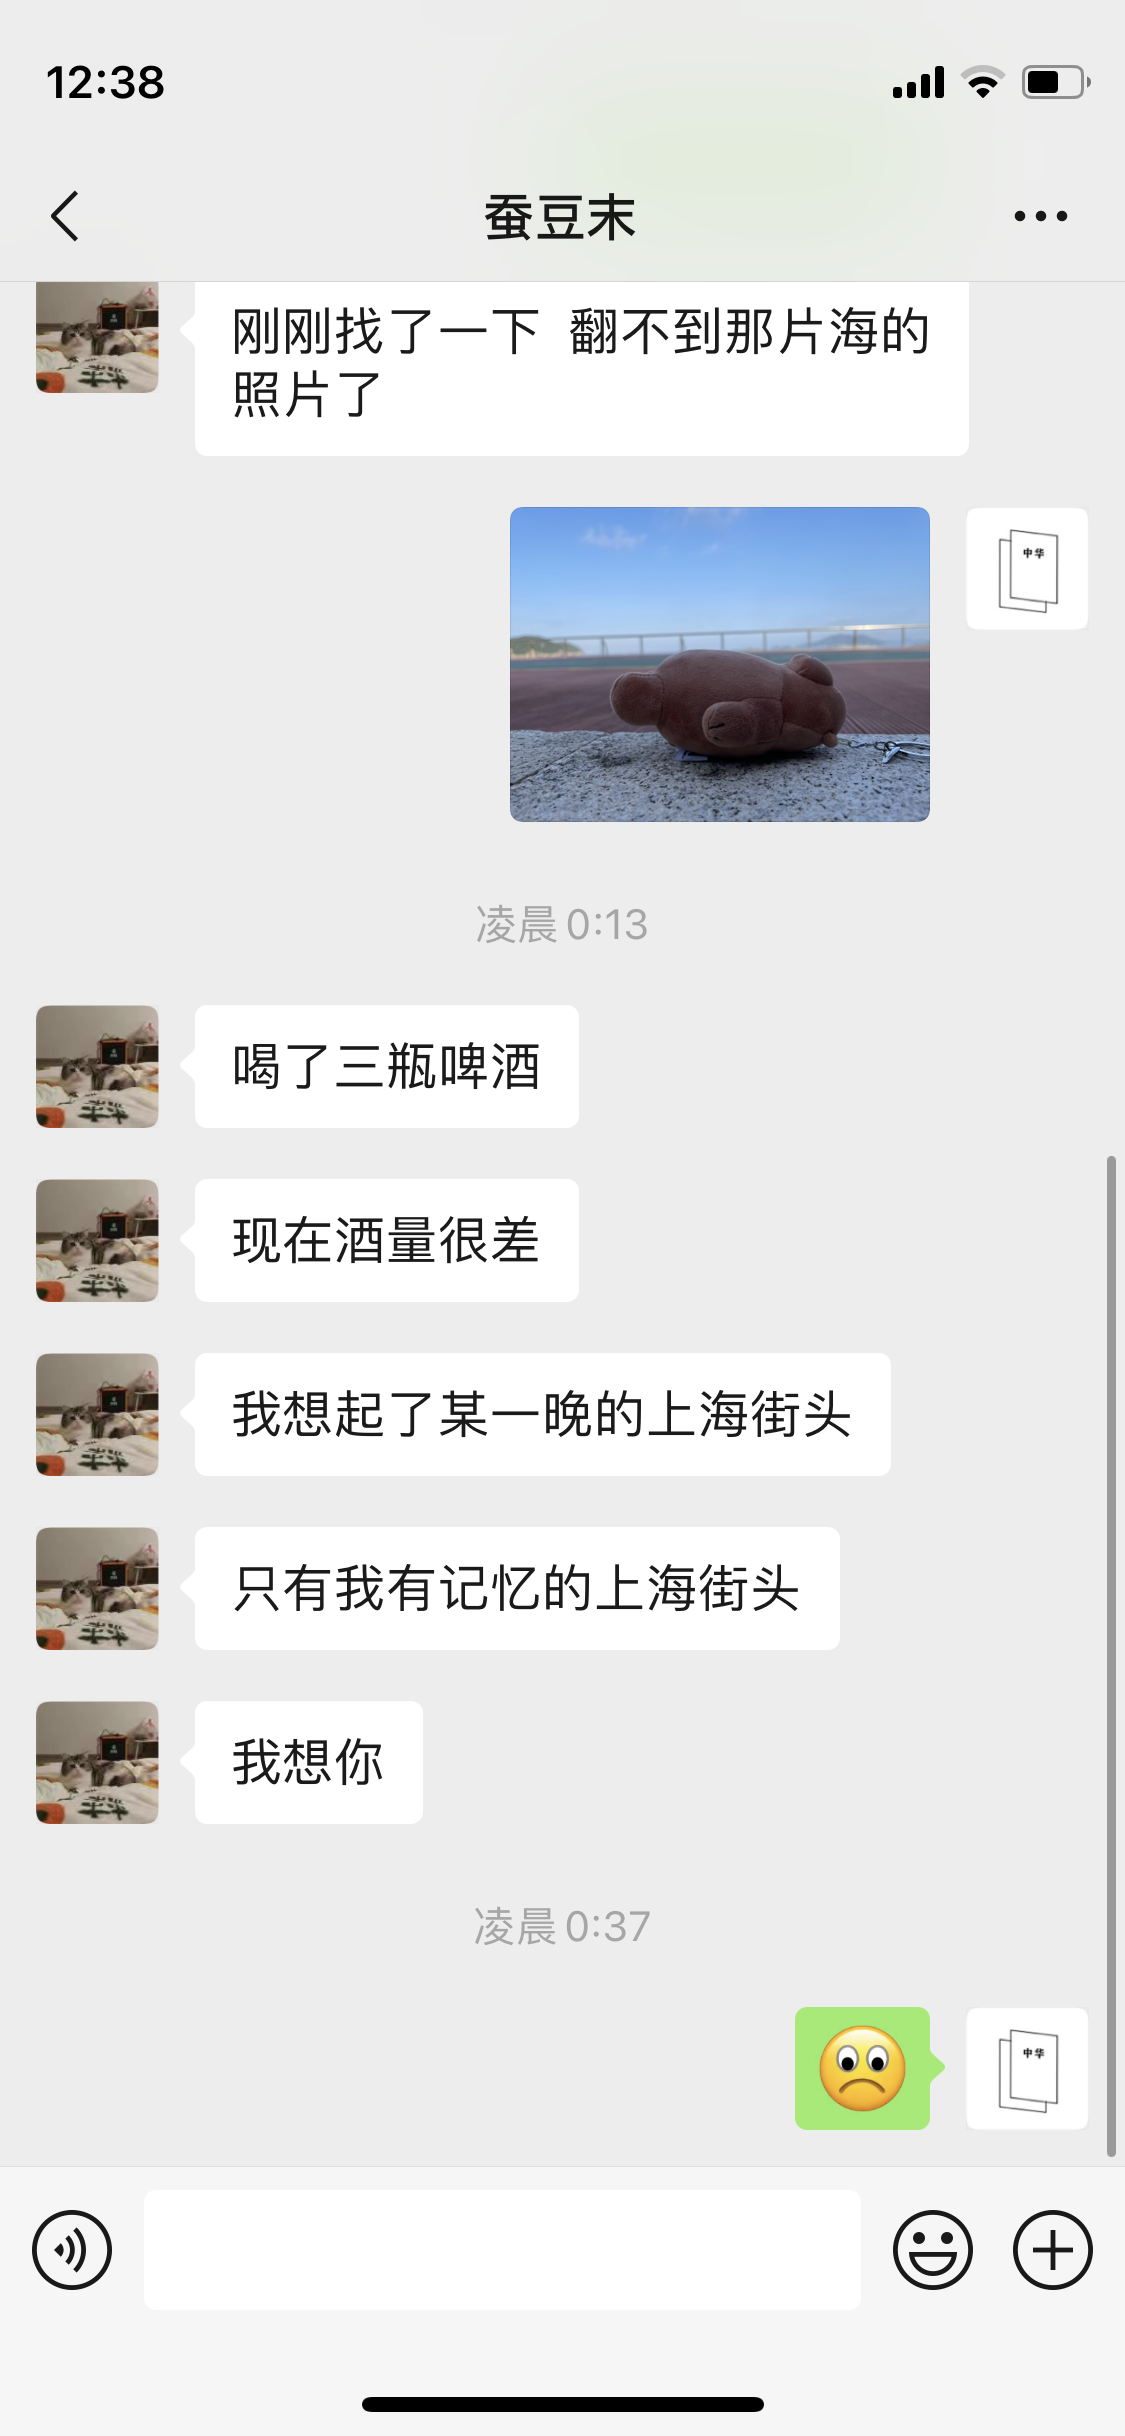 12:38
蚕豆末
刚刚找了一下 翻不到那片海的
照片了
中华
凌晨 0:13
喝了三瓶啤酒
现在酒量很差
我想起了某一晚的上海街头
只有我有记忆的上海街头
我想你
凌晨 0:37
中华